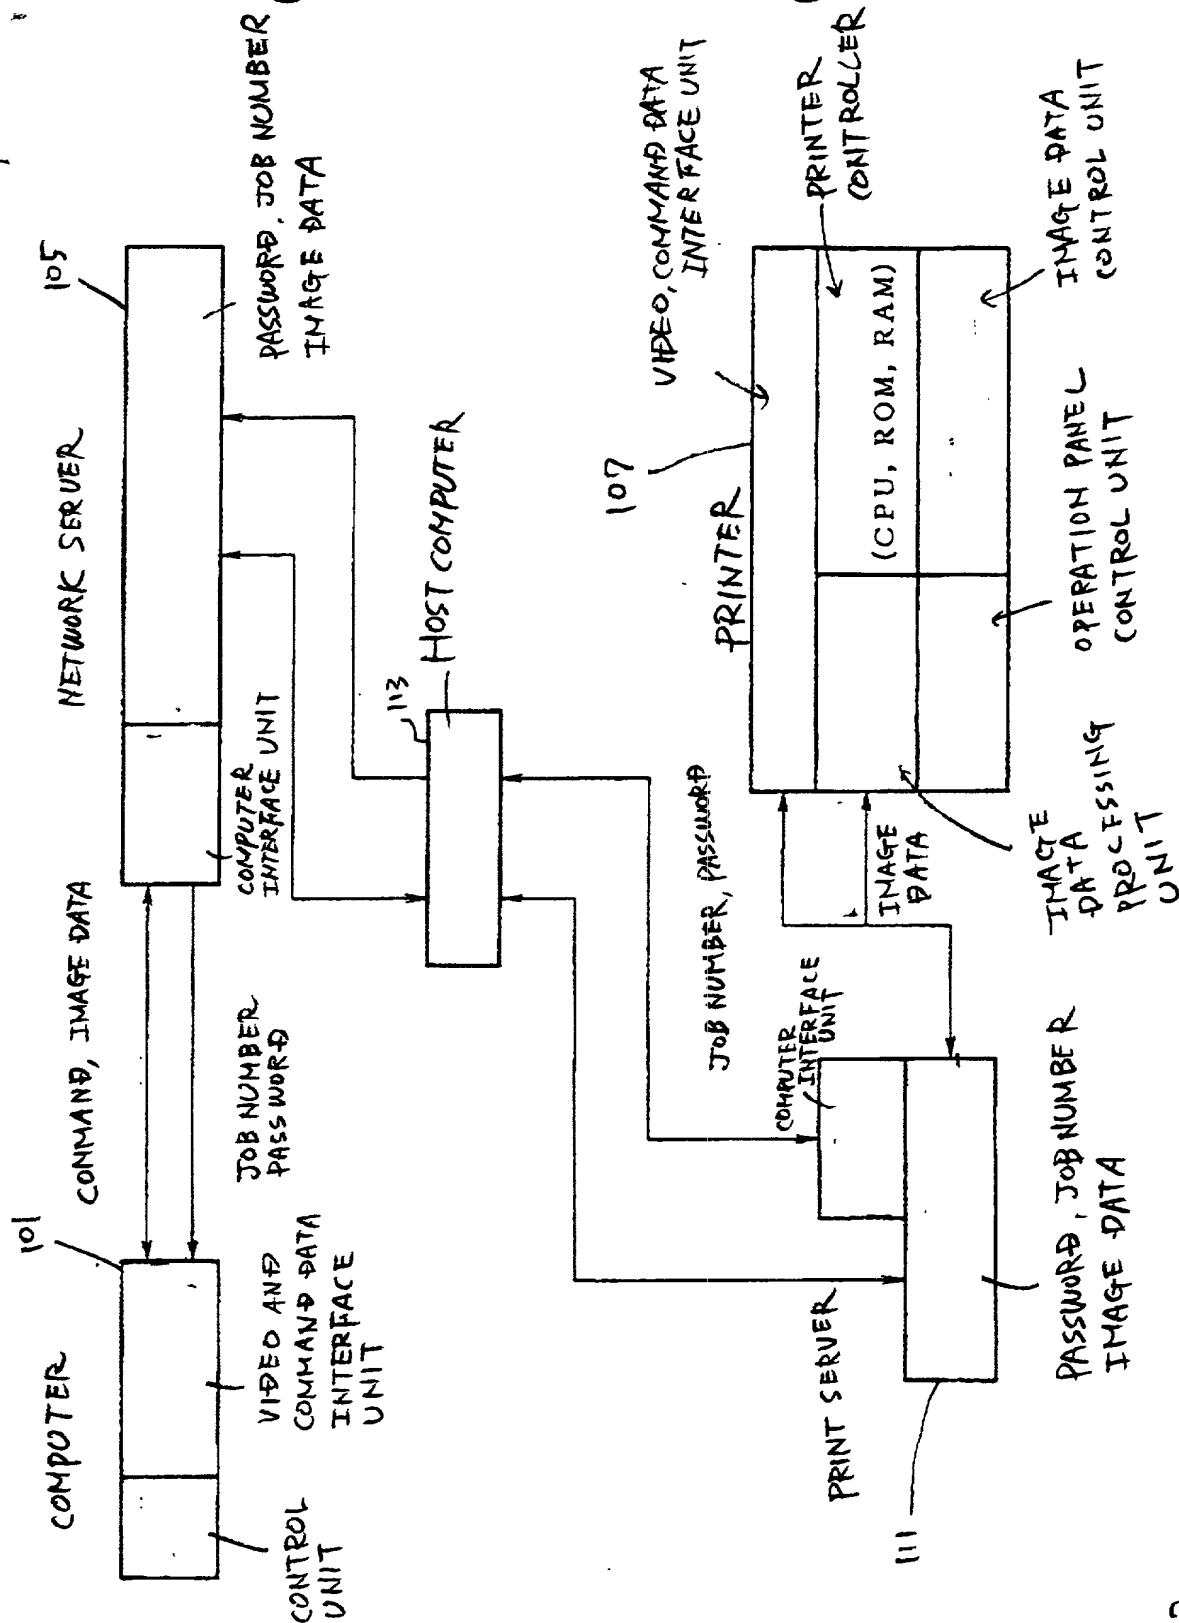 COMPUTER
101
CONTROL
UNIT
VIDEO AND
COMMAND DATA
INTERFACE
UNIT
COMMAND, IMAGE DATA
JOB NUMBER
PASSWORD
NETWORK SERVER
105
COMPUTER
INTERFACE UNIT
PASSWORD, JOB NUMBER
IMAGE DATA
113
HOST COMPUTER
JOB NUMBER, PASSWORD
PRINT SERVER
111
COMPUTER
INTERFACE
UNIT
PASSWORD, JOB NUMBER
IMAGE DATA
IMAGE
DATA
PRINTER
107
VIDEO, COMMAND DATA
INTERFACE UNIT
PRINTER
CONTROLLER
(CPU, ROM, RAM)
IMAGE
DATA
PROCESSING
UNIT
OPERATION PANEL
CONTROL UNIT
IMAGE DATA
CONTROL UNIT